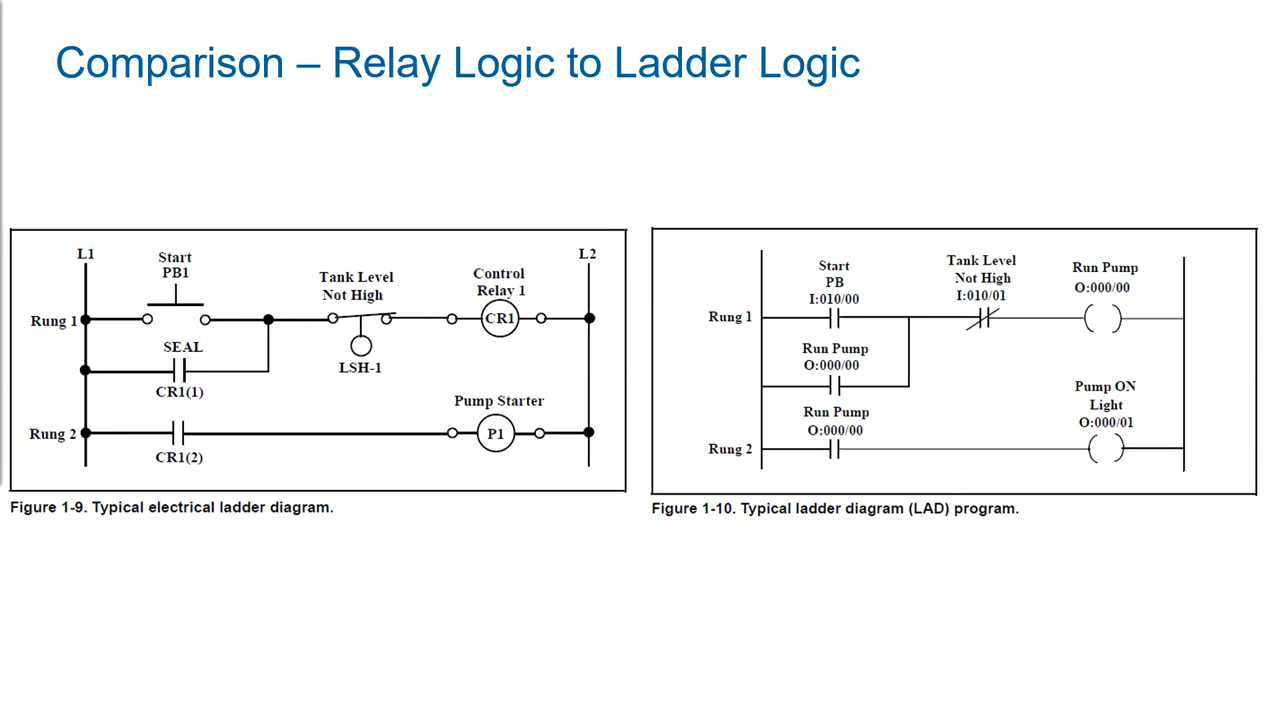 Comparison – Relay Logic to Ladder Logic
L1
L2
Start
PB1
Tank Level
Not High
Control
Relay 1
Rung 1
CR1
SEAL
LSH-1
CR1(1)
Pump Starter
Rung 2
P1
CR1(2)
Figure 1-9. Typical electrical ladder diagram.
Start
PB
I:010/00
Tank Level
Not High
I:010/01
Run Pump
O:000/00
Rung 1
Run Pump
O:000/00
Pump ON
Light
O:000/01
Run Pump
O:000/00
Rung 2
Figure 1-10. Typical ladder diagram (LAD) program.